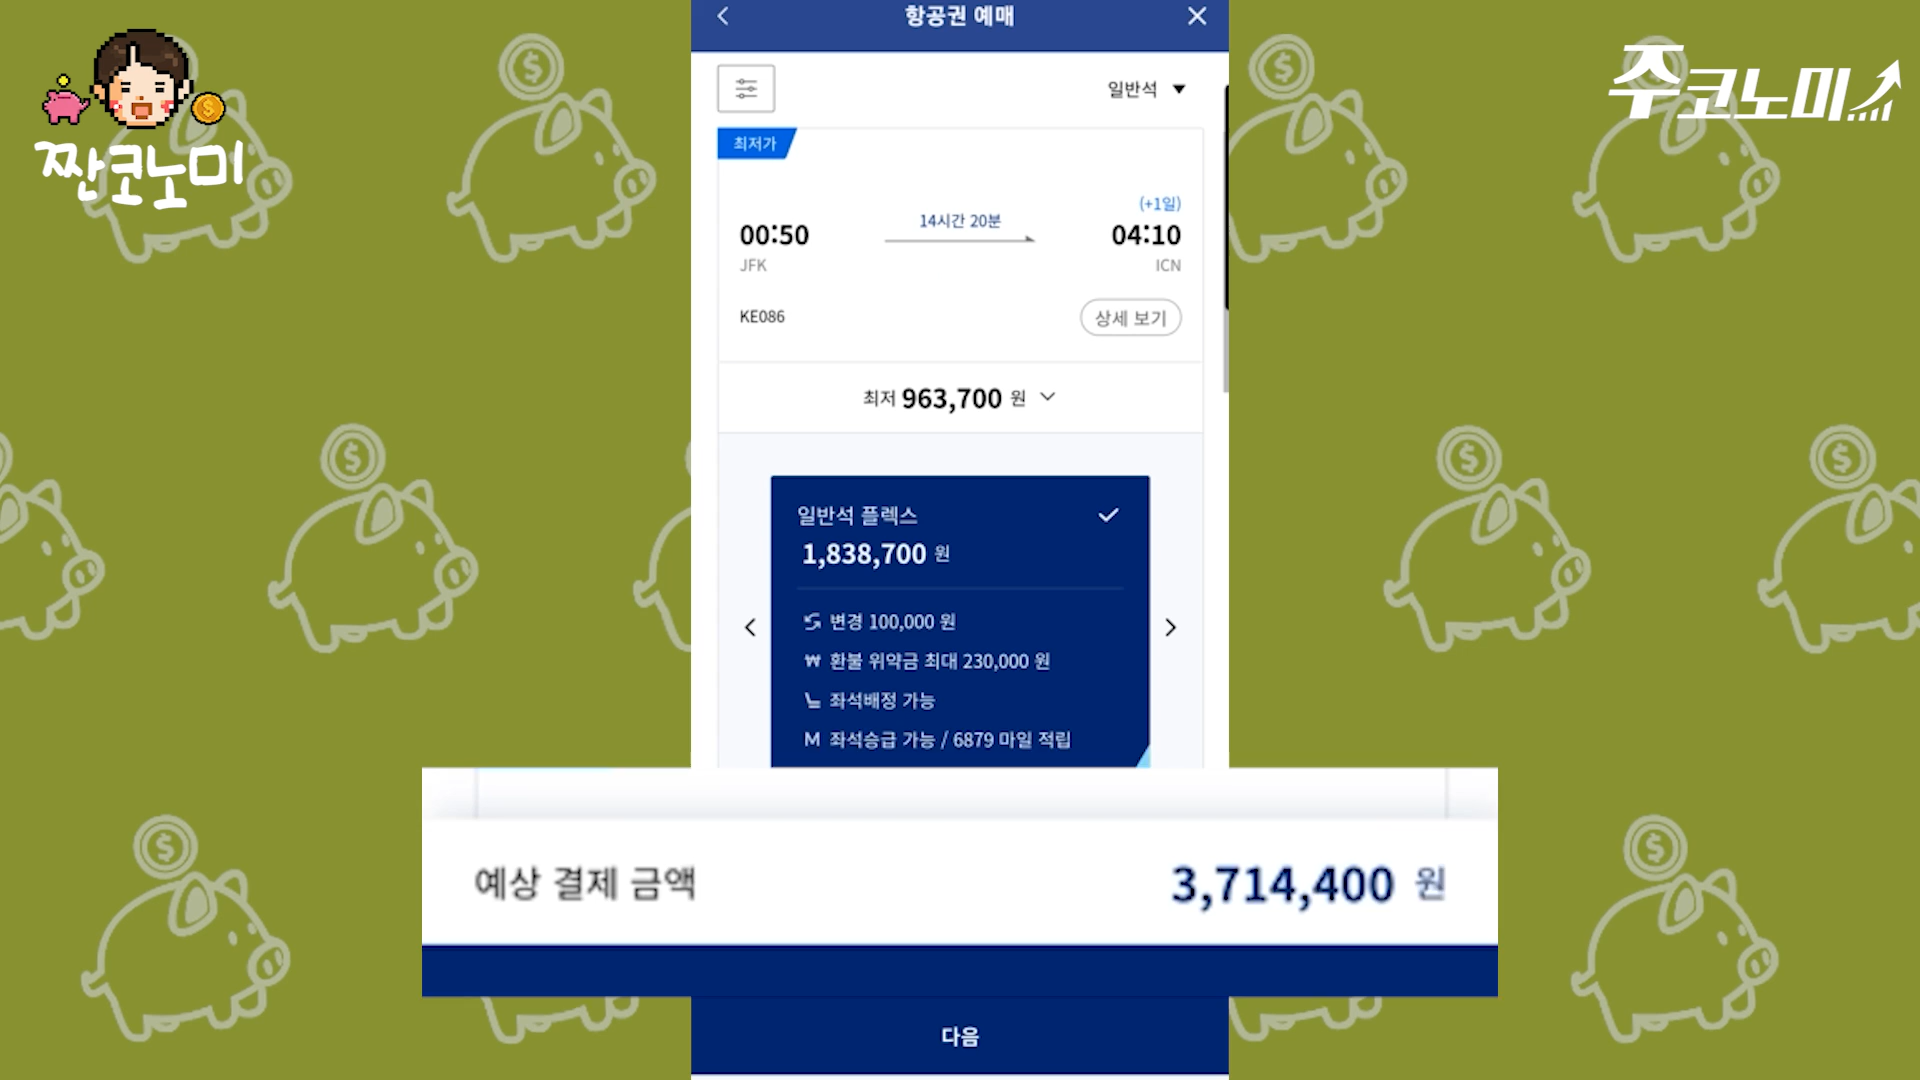 항공권 예매
짠코노미
주코노미
일반석
최저가
(+1일)
14시간 20분
00:50
04:10
JFK
ICN
KE086
상세 보기
최저 963,700 원
일반석 플렉스
1,838,700 원
변경 100,000 원
₩ 환불 위약금 최대 230,000 원
좌석배정 가능
M 좌석승급 가능 / 6879 마일 적립
예상 결제 금액
3,714,400 원
다음